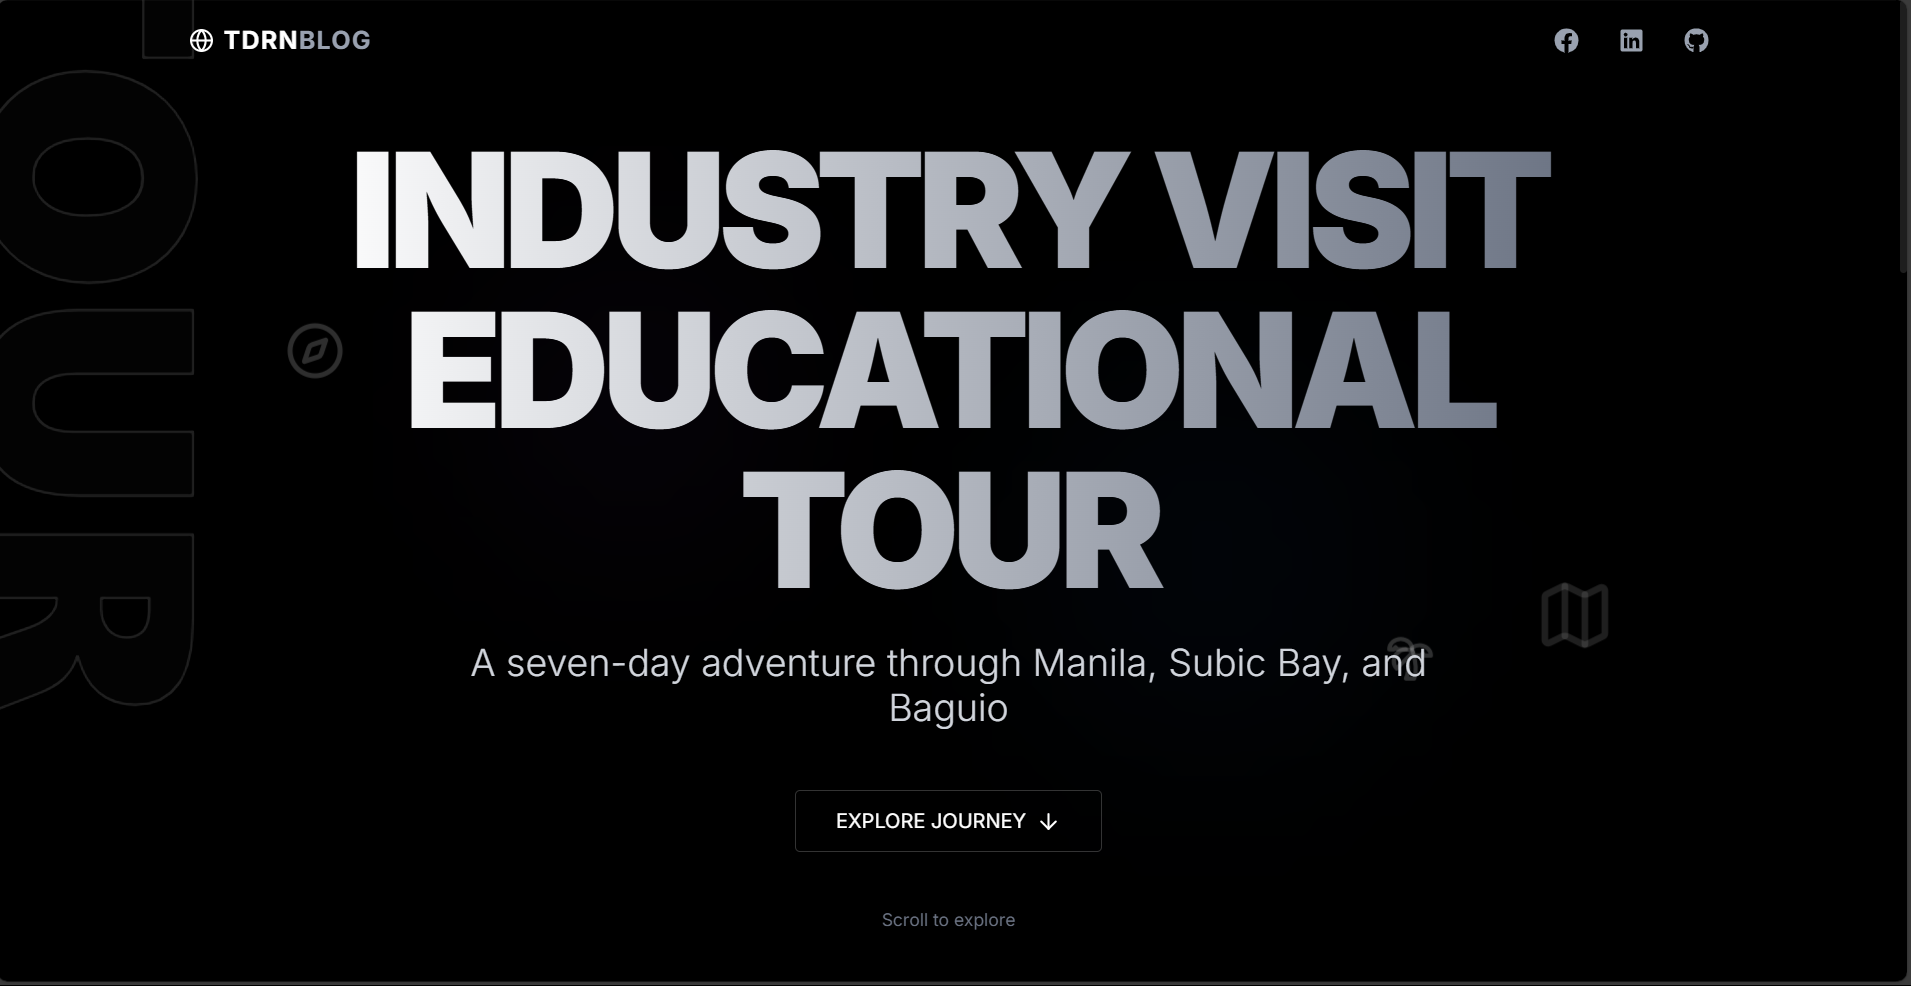 TDRNBLOG
TOUR
INDUSTRY VISIT
EDUCATIONAL
TOUR
A seven-day adventure through Manila, Subic Bay, and
Baguio
EXPLORE JOURNEY
Scroll to explore